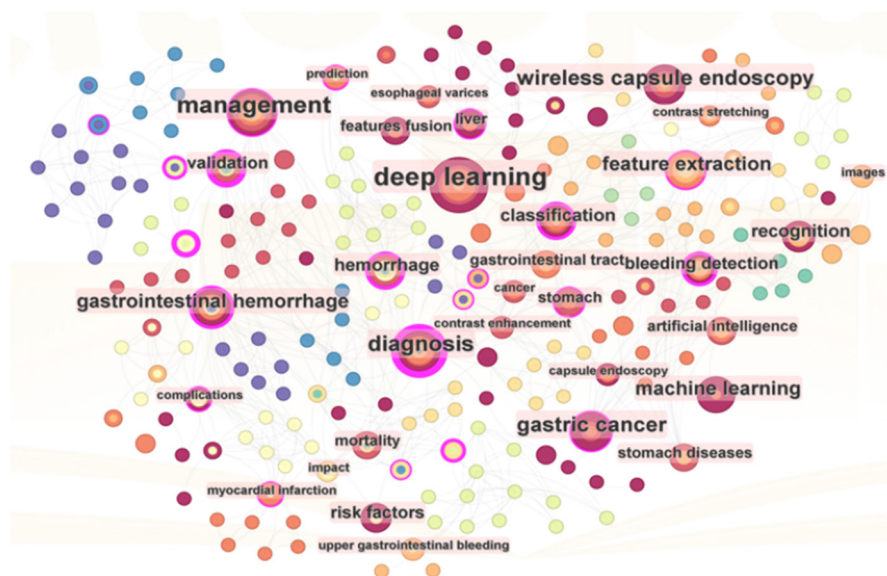 prediction
wireless capsule endoscopy
esophageal varices
management
contrast stretching
liver
features fusion
validation
feature extraction
images
deep learning
classification
recognition
hemorrhage
gastrointestinal tract
bleeding detection
cancer
stomach
gastrointestinal hemorrhage
contrast enhancement
artificial intelligence
diagnosis
capsule endoscopy
machine learning
complications
gastric cancer
mortality
stomach diseases
impact
myocardial infarction
risk factors
upper gastrointestinal bleeding